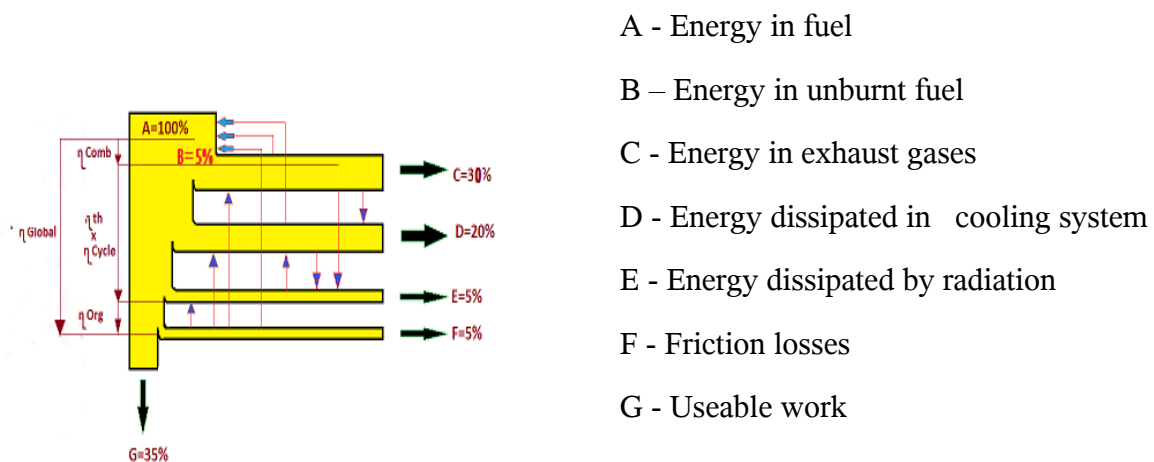 A=100%
η Comb
B=5%
C=30%
η th
x
η Cycle
η Global
D=20%
E=5%
η Org
F=5%
G=35%
A - Energy in fuel
B – Energy in unburnt fuel
C - Energy in exhaust gases
D - Energy dissipated in cooling system
E - Energy dissipated by radiation
F - Friction losses
G - Useable work